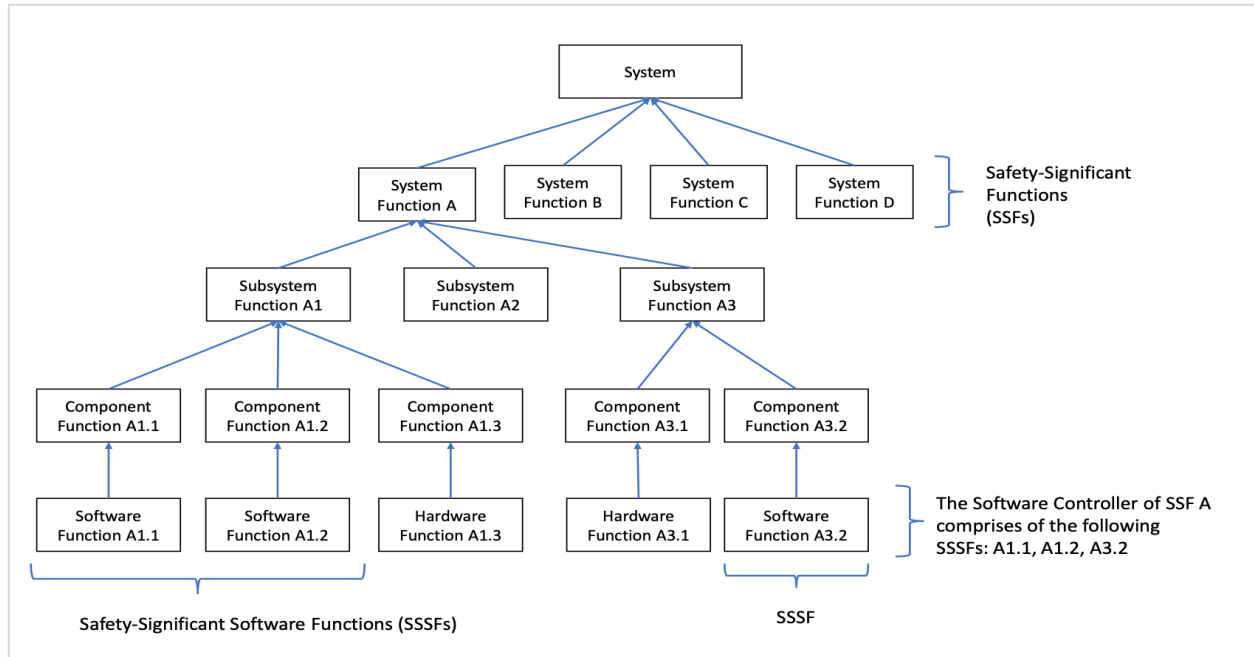 System
System
Function A
System
Function B
System
Function C
System
Function D
Safety-Significant
Functions
(SSFs)
Subsystem
Function A1
Subsystem
Function A2
Subsystem
Function A3
Component
Function A1.1
Component
Function A1.2
Component
Function A1.3
Component
Function A3.1
Component
Function A3.2
Software
Function A1.1
Software
Function A1.2
Hardware
Function A1.3
Hardware
Function A3.1
Software
Function A3.2
The Software Controller of SSF A
comprises of the following
SSSFs: A1.1, A1.2, A3.2
Safety-Significant Software Functions (SSSFs)
SSSF